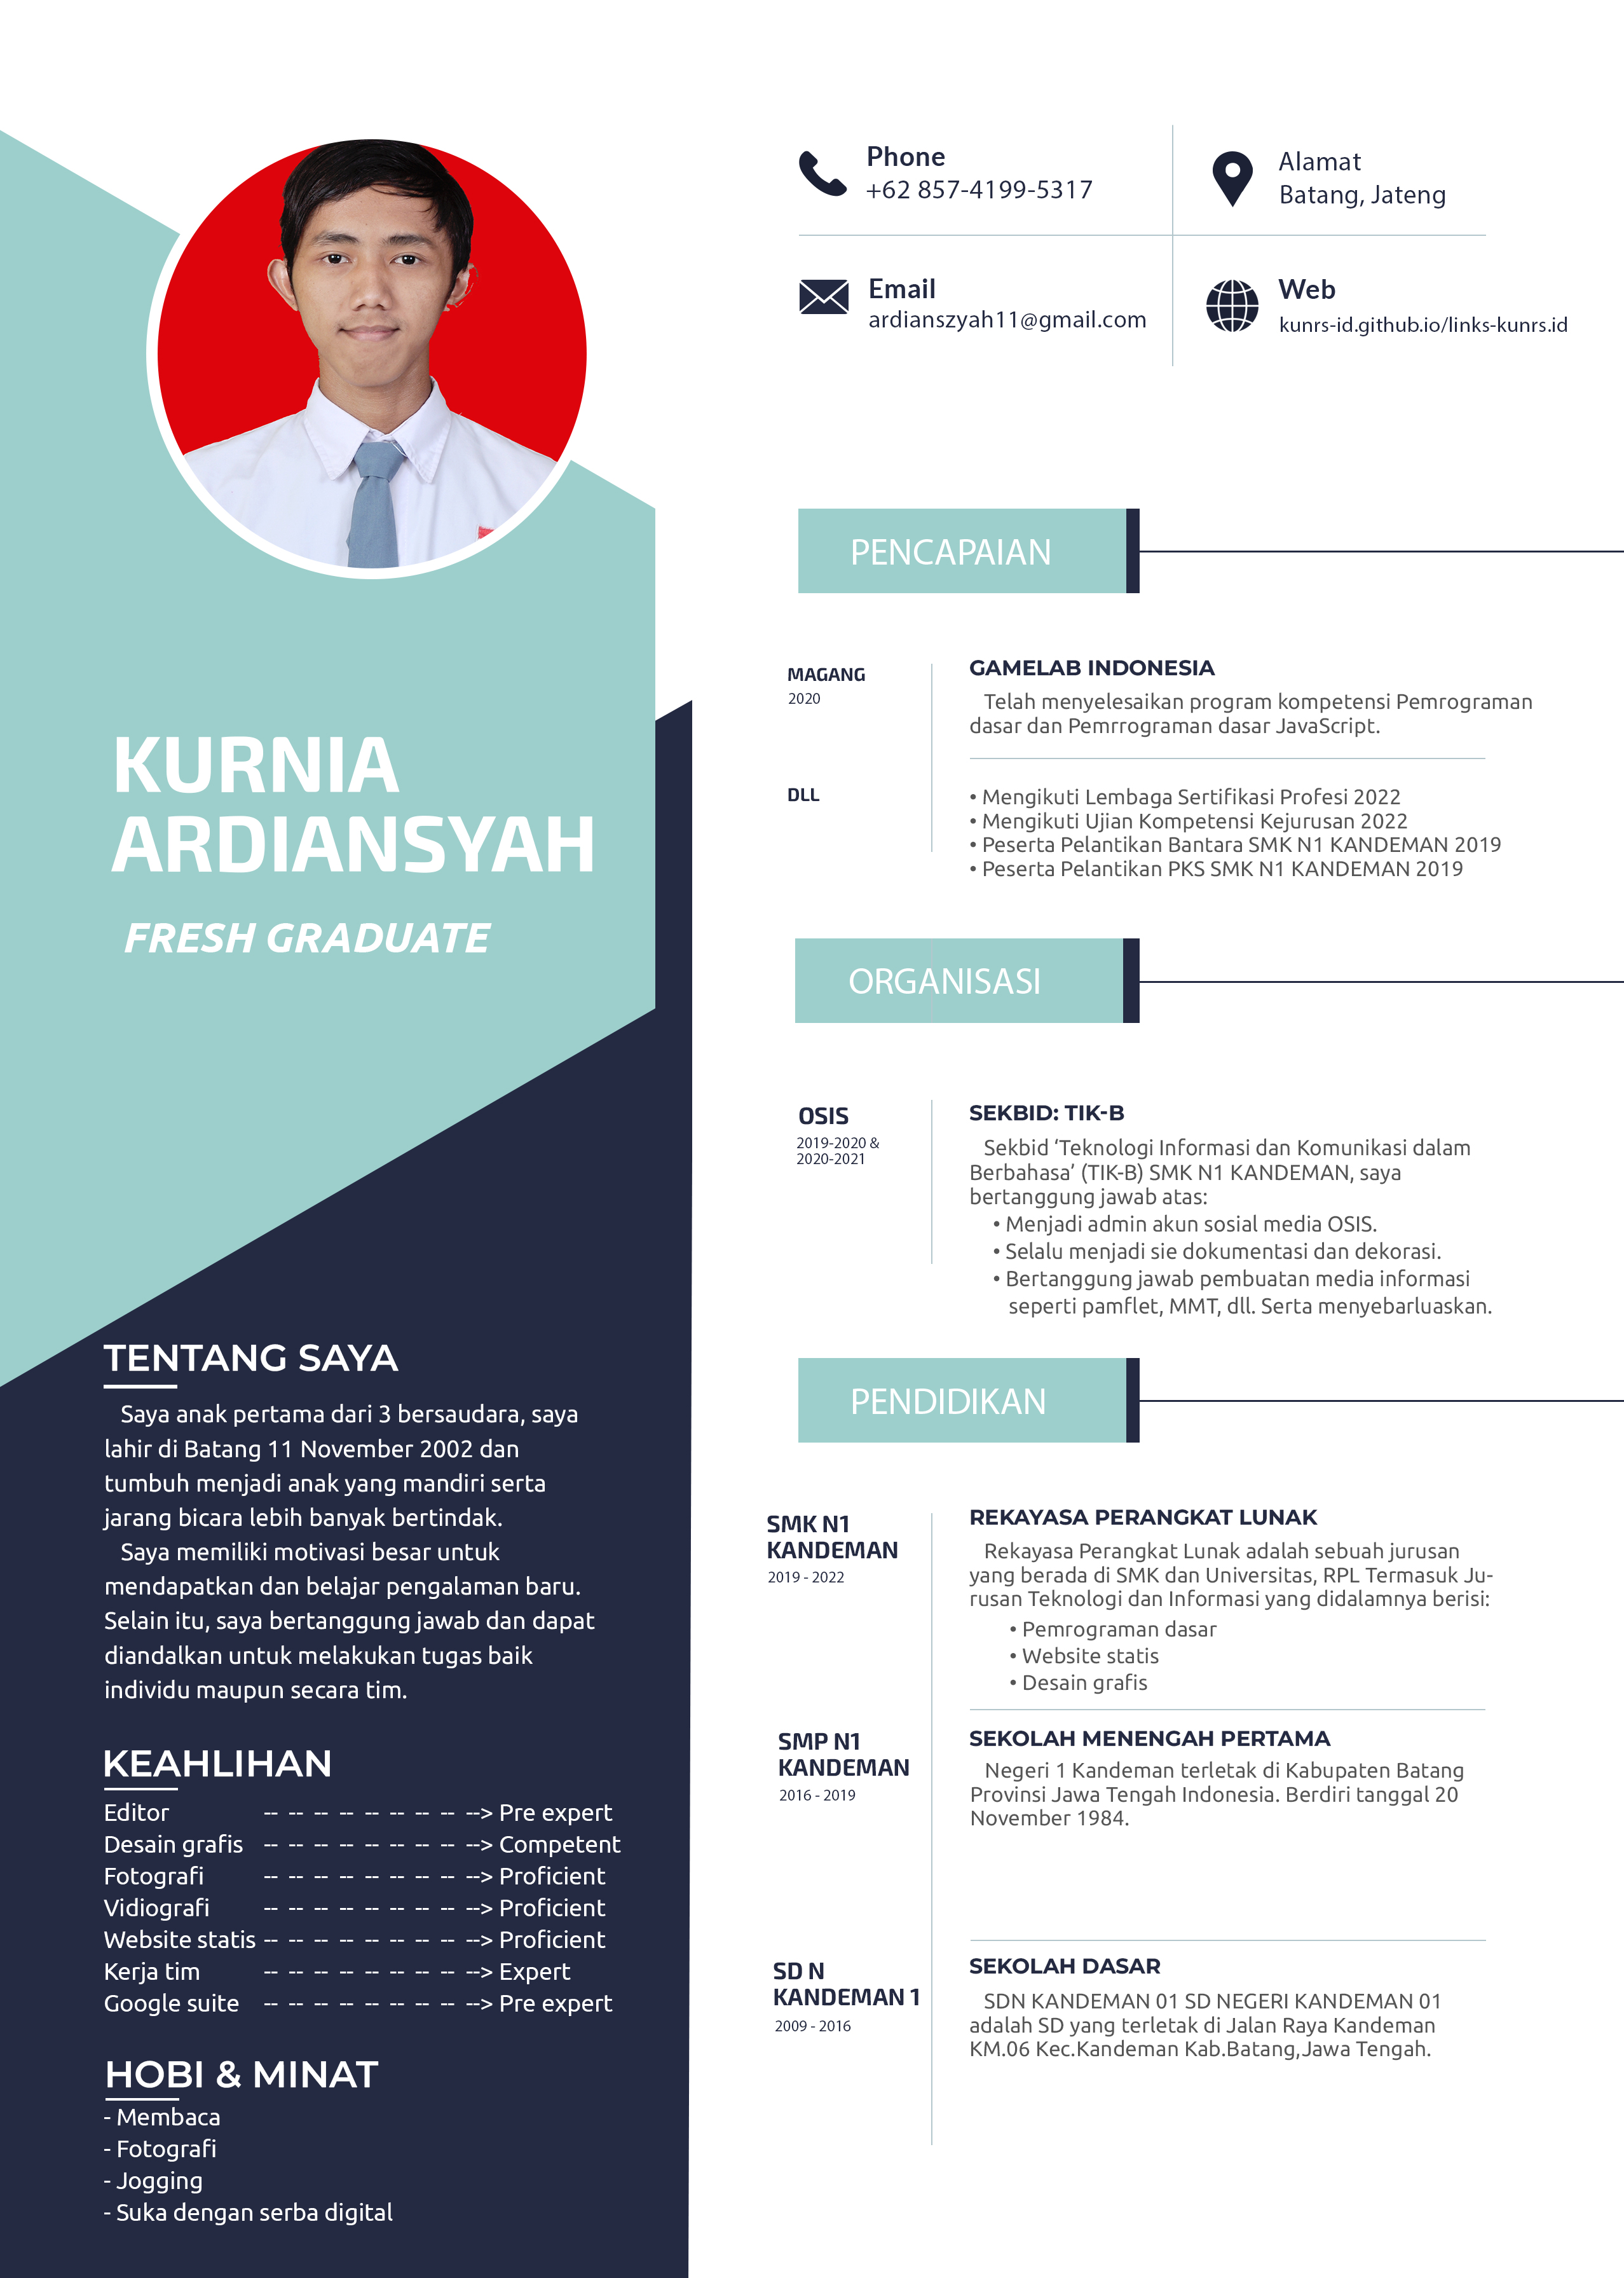 Phone
+62 857-4199-5317
Alamat
Batang, Jateng
Email
ardianszyah11@gmail.com
Web
kunrs-id.github.io/links-kunrs.id
KURNIA
ARDIANSYAH
FRESH GRADUATE
TENTANG SAYA
Saya anak pertama dari 3 bersaudara, saya
lahir di Batang 11 November 2002 dan
tumbuh menjadi anak yang mandiri serta
jarang bicara lebih banyak bertindak.
Saya memiliki motivasi besar untuk
mendapatkan dan belajar pengalaman baru.
Selain itu, saya bertanggung jawab dan dapat
diandalkan untuk melakukan tugas baik
individu maupun secara tim.
KEAHLIHAN
Editor -- -- -- -- -- -- -- -- --> Pre expert
Desain grafis -- -- -- -- -- -- -- -- --> Competent
Fotografi -- -- -- -- -- -- -- -- --> Proficient
Vidiografi -- -- -- -- -- -- -- -- --> Proficient
Website statis -- -- -- -- -- -- -- -- --> Proficient
Kerja tim -- -- -- -- -- -- -- -- --> Expert
Google suite -- -- -- -- -- -- -- -- --> Pre expert
HOBI & MINAT
- Membaca
- Fotografi
- Jogging
- Suka dengan serba digital
PENCAPAIAN
MAGANG
2020
GAMELAB INDONESIA
Telah menyelesaikan program kompetensi Pemrograman
dasar dan Pemrrograman dasar JavaScript.
DLL
• Mengikuti Lembaga Sertifikasi Profesi 2022
• Mengikuti Ujian Kompetensi Kejurusan 2022
• Peserta Pelantikan Bantara SMK N1 KANDEMAN 2019
• Peserta Pelantikan PKS SMK N1 KANDEMAN 2019
ORGANISASI
OSIS
2019-2020 &
2020-2021
SEKBID: TIK-B
Sekbid ‘Teknologi Informasi dan Komunikasi dalam
Berbahasa’ (TIK-B) SMK N1 KANDEMAN, saya
bertanggung jawab atas:
• Menjadi admin akun sosial media OSIS.
• Selalu menjadi sie dokumentasi dan dekorasi.
• Bertanggung jawab pembuatan media informasi
seperti pamflet, MMT, dll. Serta menyebarluaskan.
PENDIDIKAN
SMK N1
KANDEMAN
2019 - 2022
REKAYASA PERANGKAT LUNAK
Rekayasa Perangkat Lunak adalah sebuah jurusan
yang berada di SMK dan Universitas, RPL Termasuk Ju-
rusan Teknologi dan Informasi yang didalamnya berisi:
• Pemrograman dasar
• Website statis
• Desain grafis
SMP N1
KANDEMAN
2016 - 2019
SEKOLAH MENENGAH PERTAMA
Negeri 1 Kandeman terletak di Kabupaten Batang
Provinsi Jawa Tengah Indonesia. Berdiri tanggal 20
November 1984.
SD N
KANDEMAN 1
2009 - 2016
SEKOLAH DASAR
SDN KANDEMAN 01 SD NEGERI KANDEMAN 01
adalah SD yang terletak di Jalan Raya Kandeman
KM.06 Kec.Kandeman Kab.Batang,Jawa Tengah.